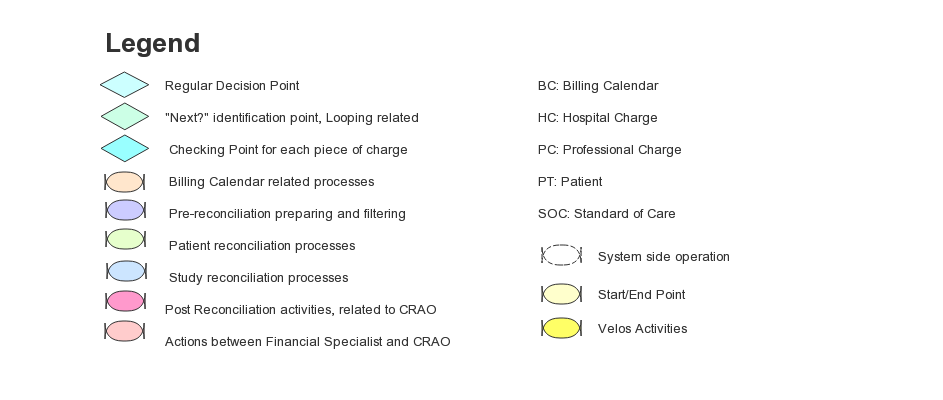 Legend
Regular Decision Point
"Next?" identification point, Looping related
Checking Point for each piece of charge
Billing Calendar related processes
Pre-reconciliation preparing and filtering
Patient reconciliation processes
Study reconciliation processes
Post Reconciliation activities, related to CRAO
Actions between Financial Specialist and CRAO
BC: Billing Calendar
HC: Hospital Charge
PC: Professional Charge
PT: Patient
SOC: Standard of Care
System side operation
Start/End Point
Velos Activities